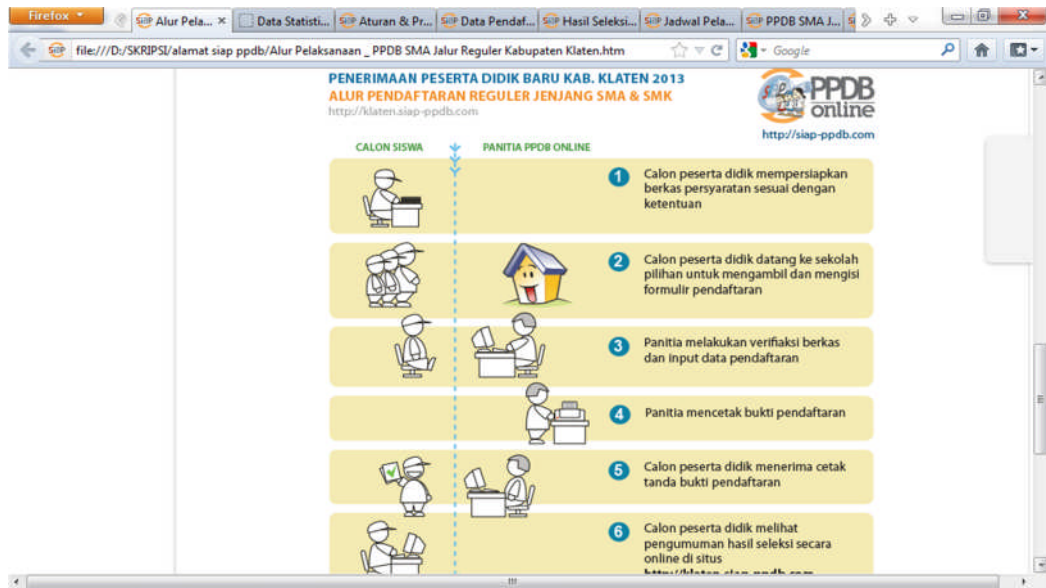 Firefox
Alur Pela...
Data Statisti...
Aturan & Pr...
Data Pendaf...
Hasil Seleksi...
Jadwal Pela...
PPDB SMA J...
file:///D:/SKRIPSI/alamat siap ppdb/Alur Pelaksanaan _ PPDB SMA Jalur Reguler Kabupaten Klaten.htm
Google
PENERIMAAN PESERTA DIDIK BARU KAB. KLATEN 2013
ALUR PENDAFTARAN REGULER JENJANG SMA & SMK
http://klaten.siap-ppdb.com
PPDB
online
http://siap-ppdb.com
CALON SISWA
PANITIA PPDB ONLINE
1
Calon peserta didik mempersiapkan
berkas persyaratan sesuai dengan
ketentuan
2
Calon peserta didik datang ke sekolah
pilihan untuk mengambil dan mengisi
formulir pendaftaran
3
Panitia melakukan verifiaksi berkas
dan input data pendaftaran
4
Panitia mencetak bukti pendaftaran
5
Calon peserta didik menerima cetak
tanda bukti pendaftaran
6
Calon peserta didik melihat
pengumuman hasil seleksi secara
online di situs
http://klaten.siap-ppdb.com